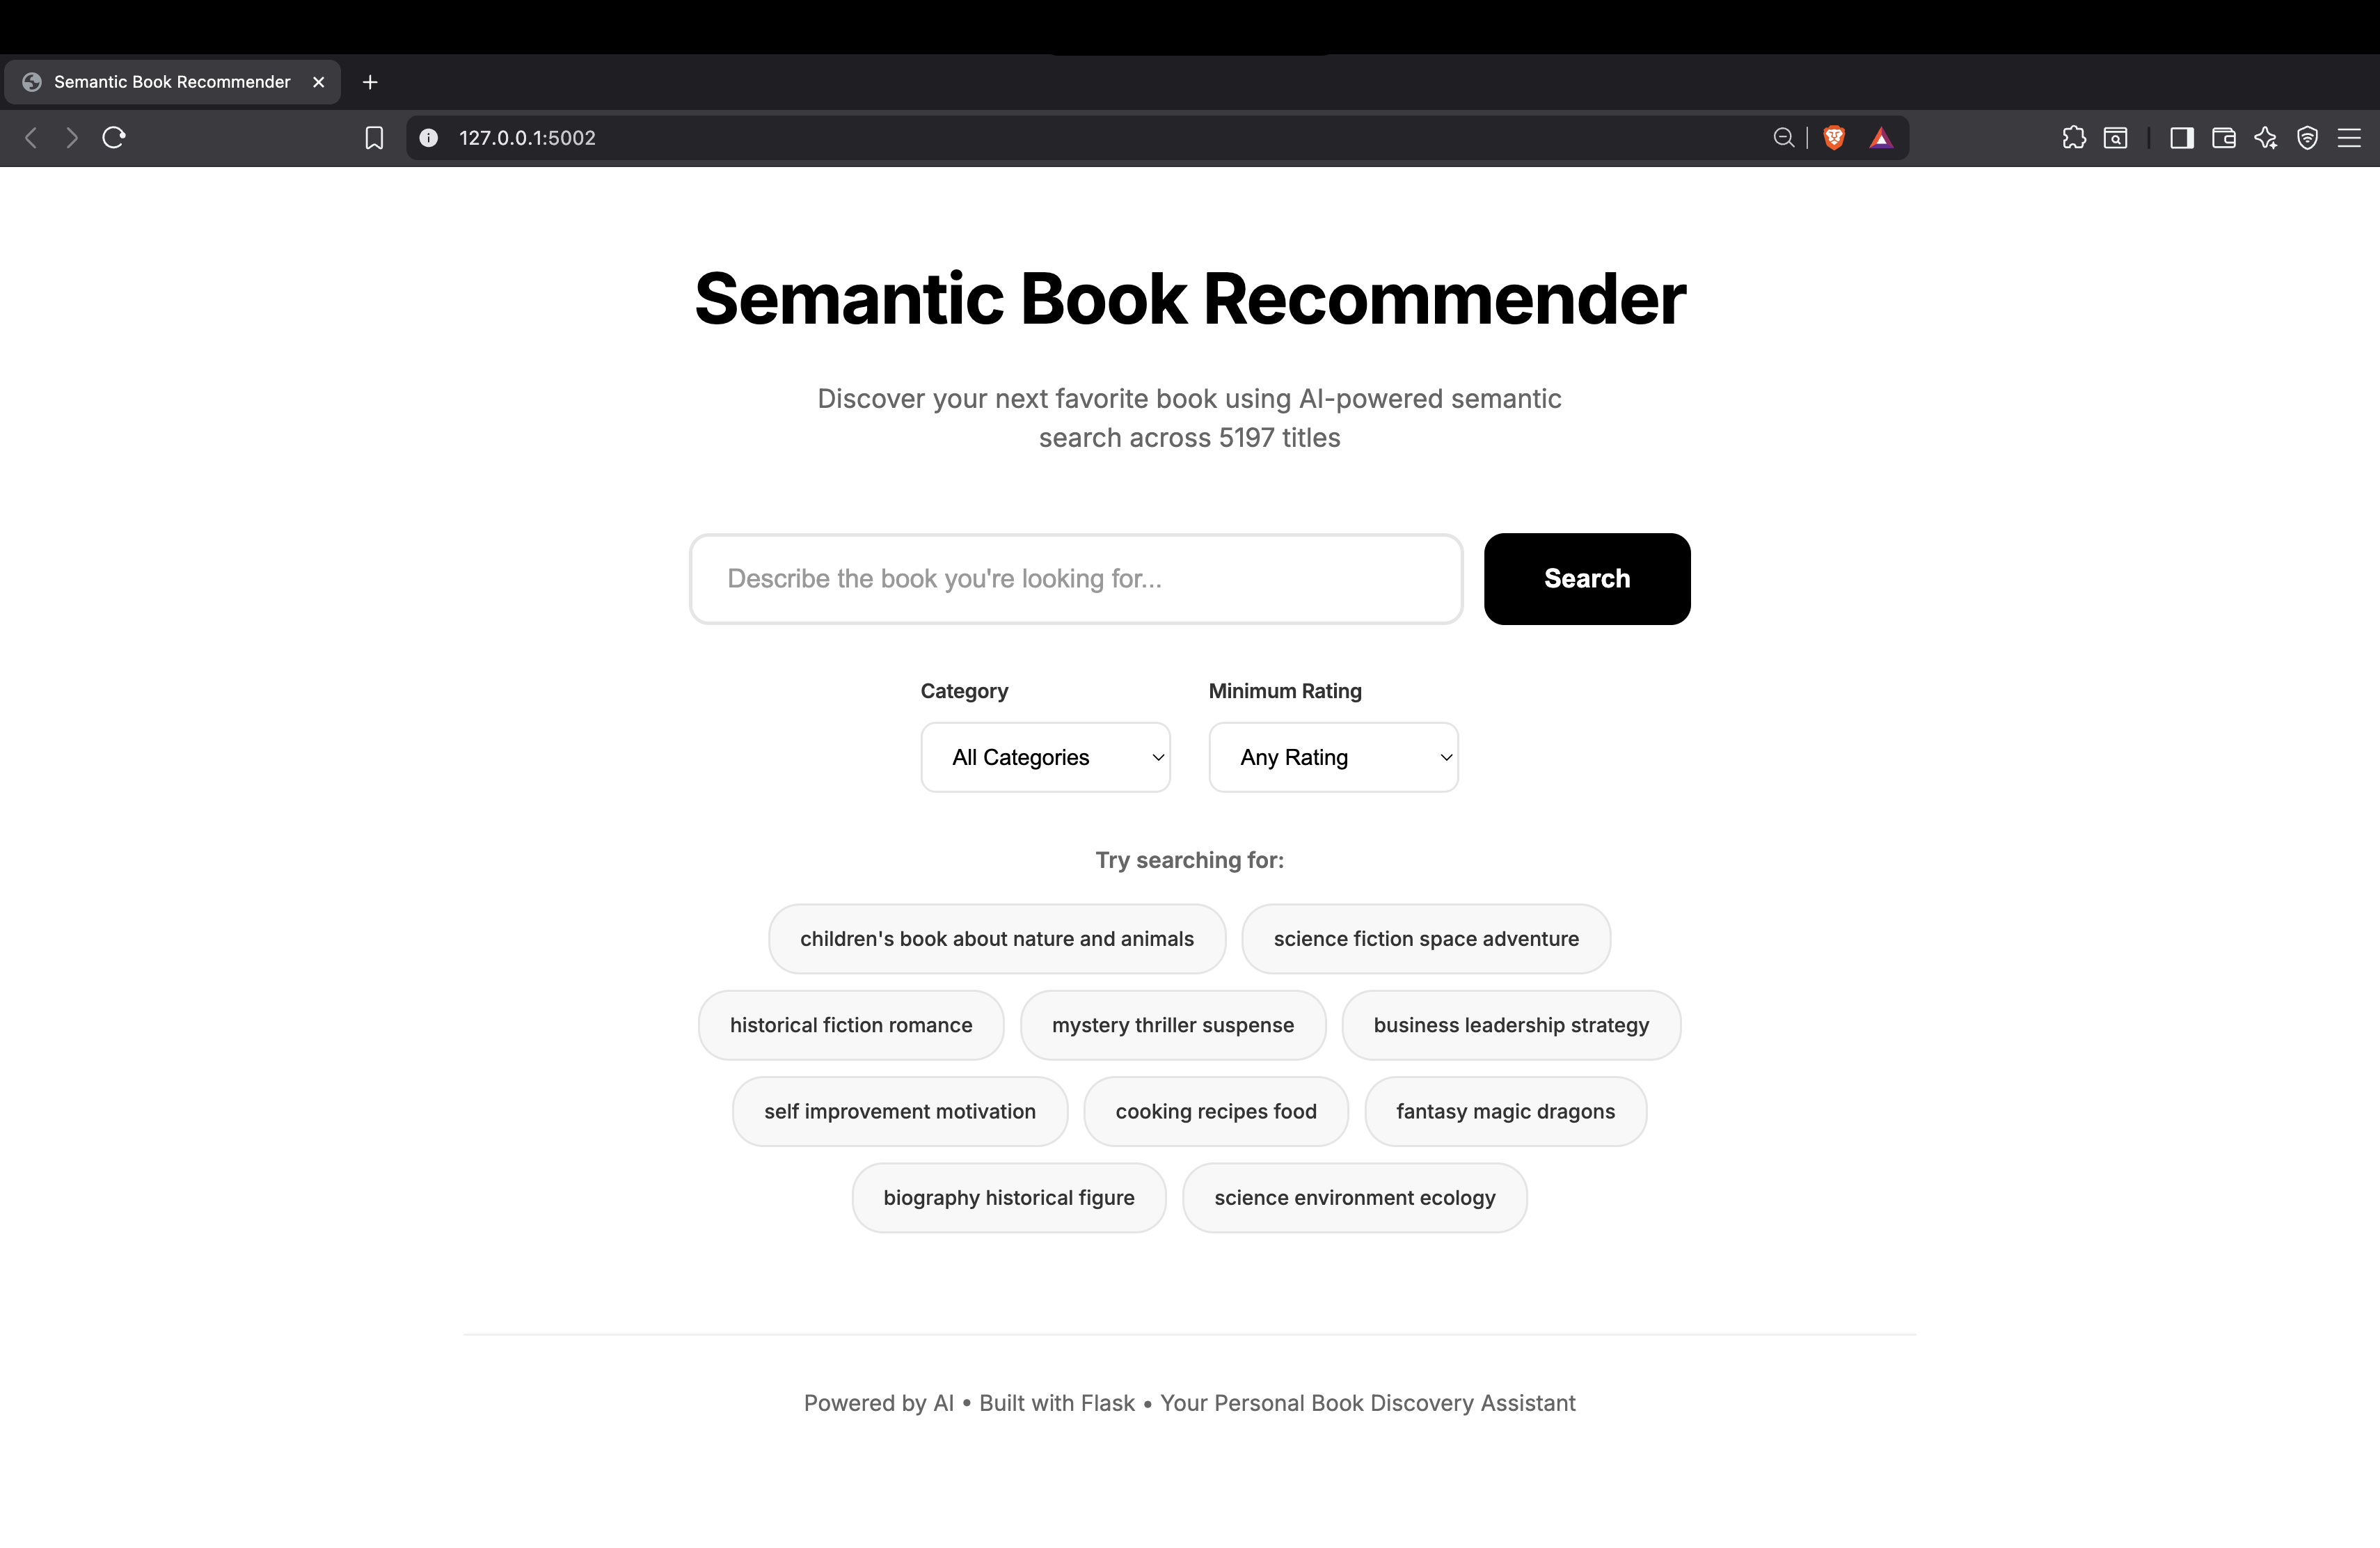 Semantic Book Recommender
127.0.0.1:5002
Semantic Book Recommender
Discover your next favorite book using AI-powered semantic
search across 5197 titles
Describe the book you're looking for...
Search
Category
Minimum Rating
All Categories
Any Rating
Try searching for:
children's book about nature and animals
science fiction space adventure
historical fiction romance
mystery thriller suspense
business leadership strategy
self improvement motivation
cooking recipes food
fantasy magic dragons
biography historical figure
science environment ecology
Powered by AI • Built with Flask • Your Personal Book Discovery Assistant